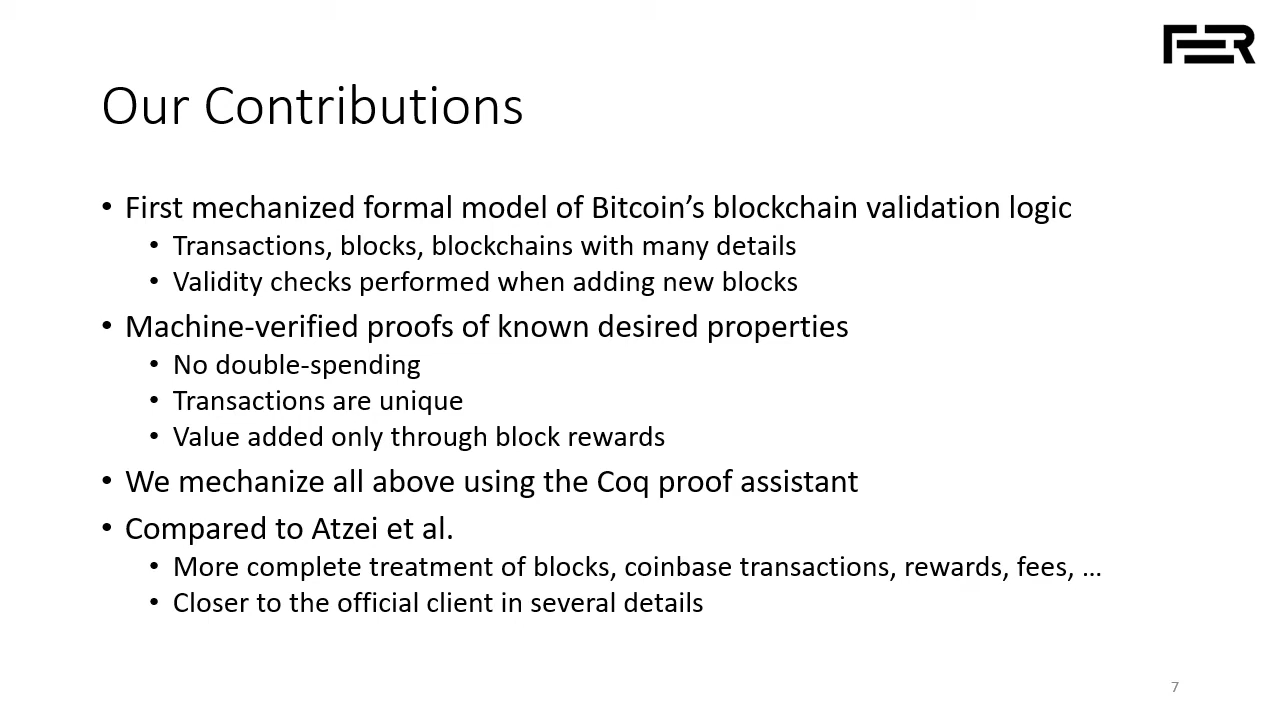 FER
Our Contributions
• First mechanized formal model of Bitcoin’s blockchain validation logic
• Transactions, blocks, blockchains with many details
• Validity checks performed when adding new blocks
• Machine-verified proofs of known desired properties
• No double-spending
• Transactions are unique
• Value added only through block rewards
• We mechanize all above using the Coq proof assistant
• Compared to Atzei et al.
• More complete treatment of blocks, coinbase transactions, rewards, fees, …
• Closer to the official client in several details
7